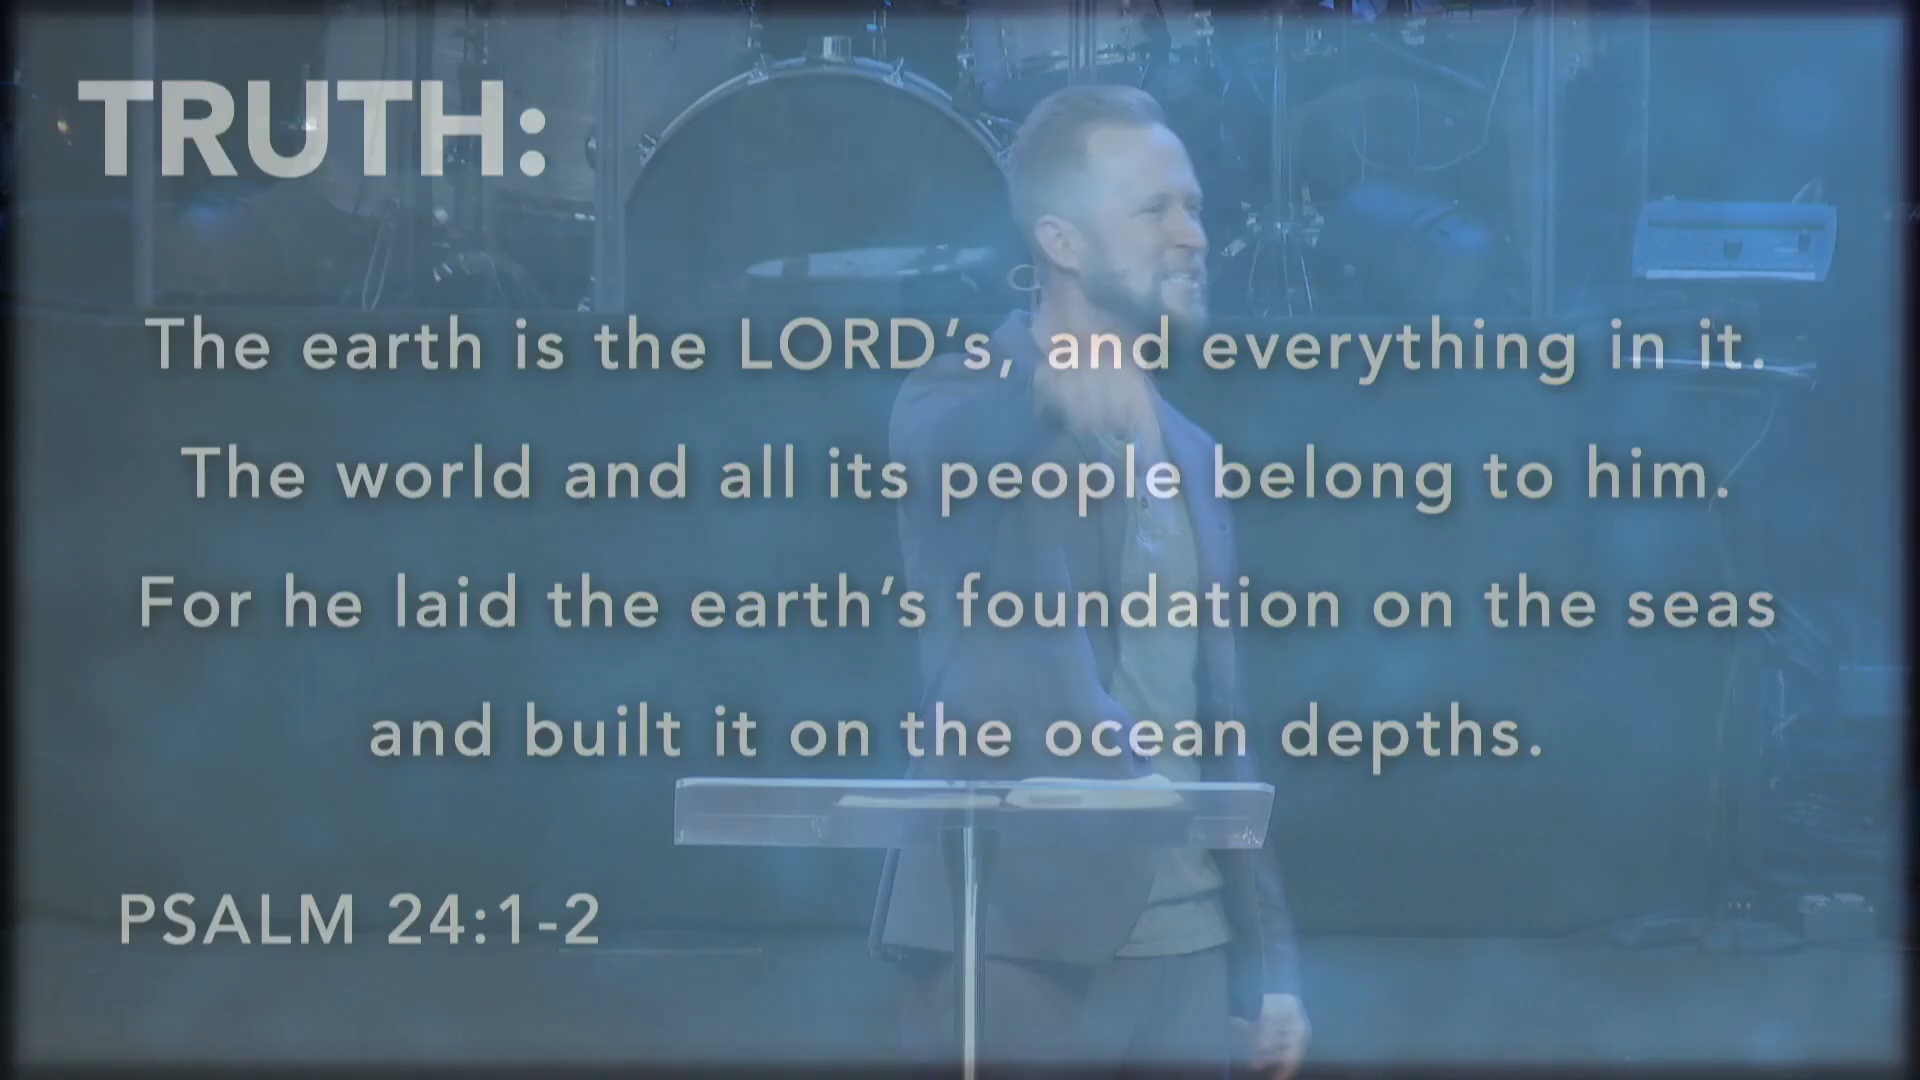 TRUTH:
The earth is the LORD’s, and everything in it.
The world and all its people belong to him.
For he laid the earth’s foundation on the seas
and built it on the ocean depths.
PSALM 24:1-2